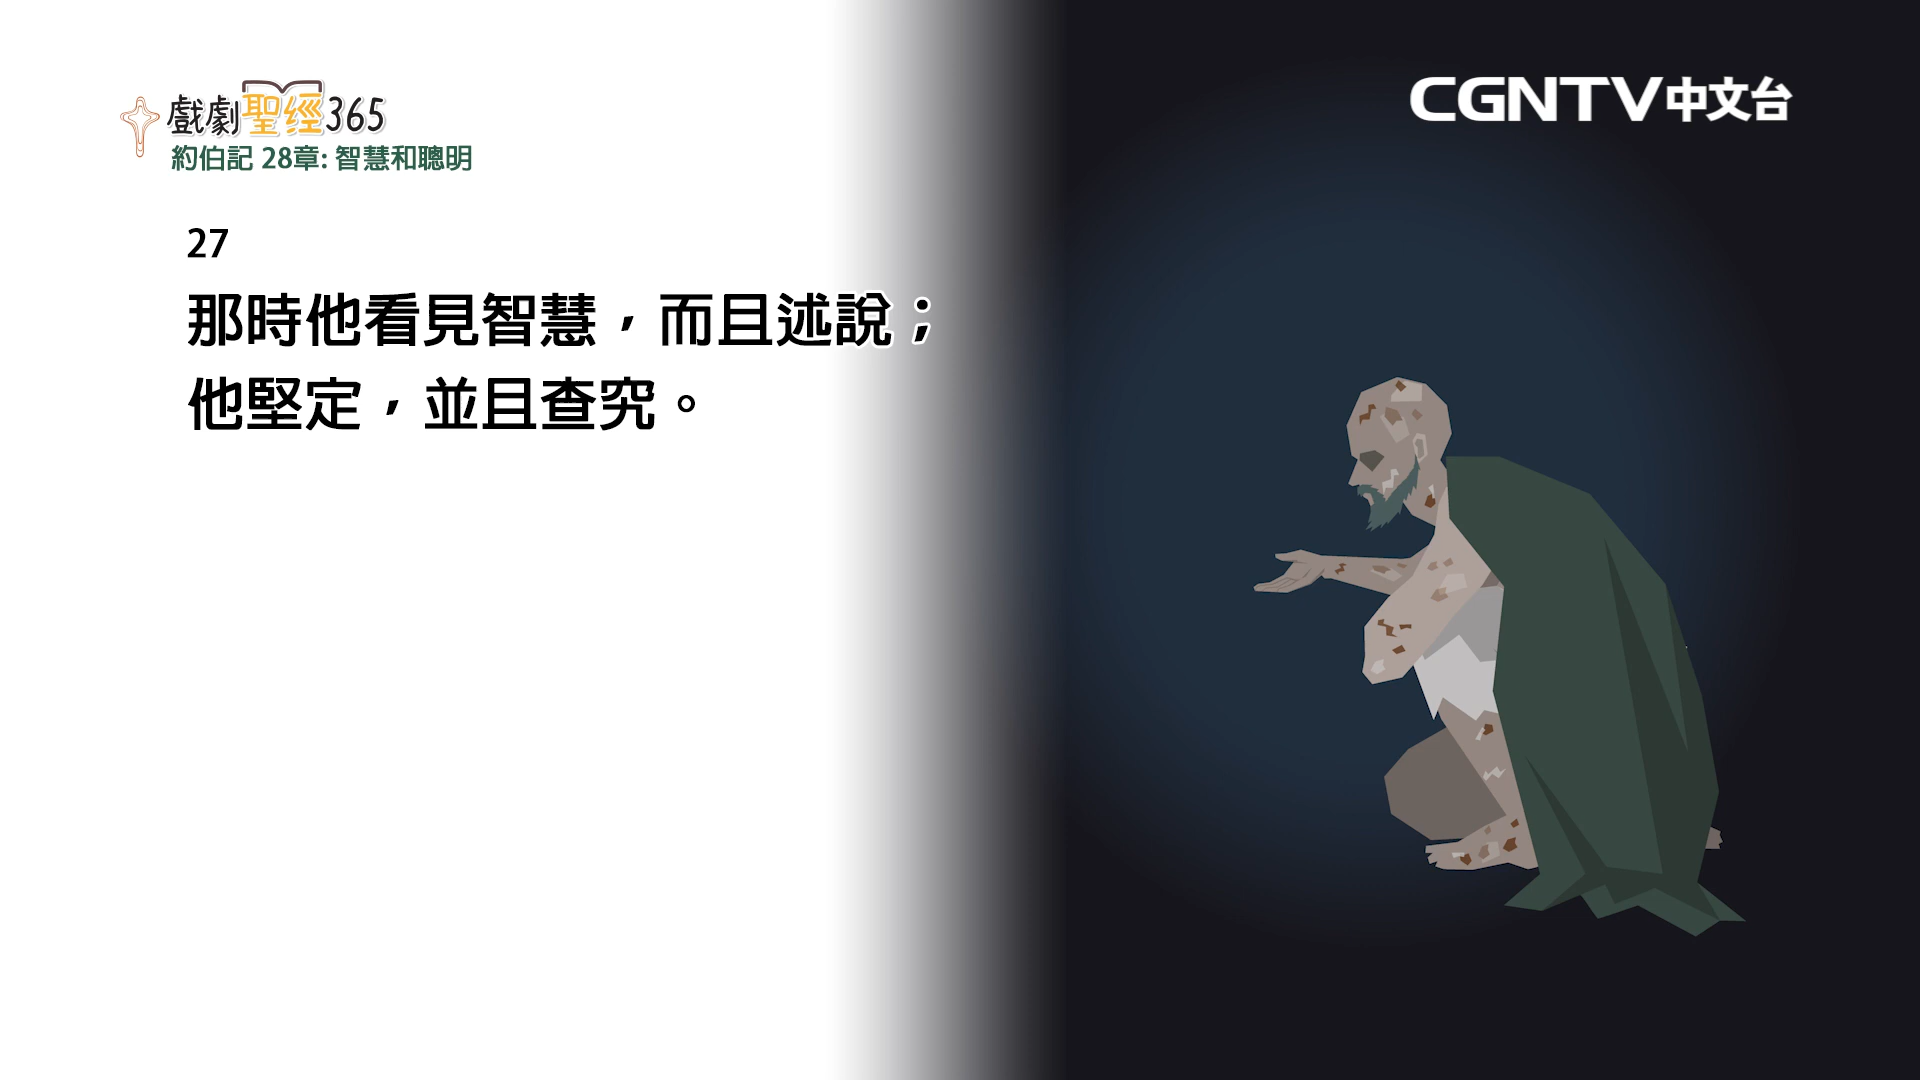 戲劇聖經365
約伯記 28章: 智慧和聰明
CGNTV中文台
27
那時他看見智慧，而且述說；
他堅定，並且查究。